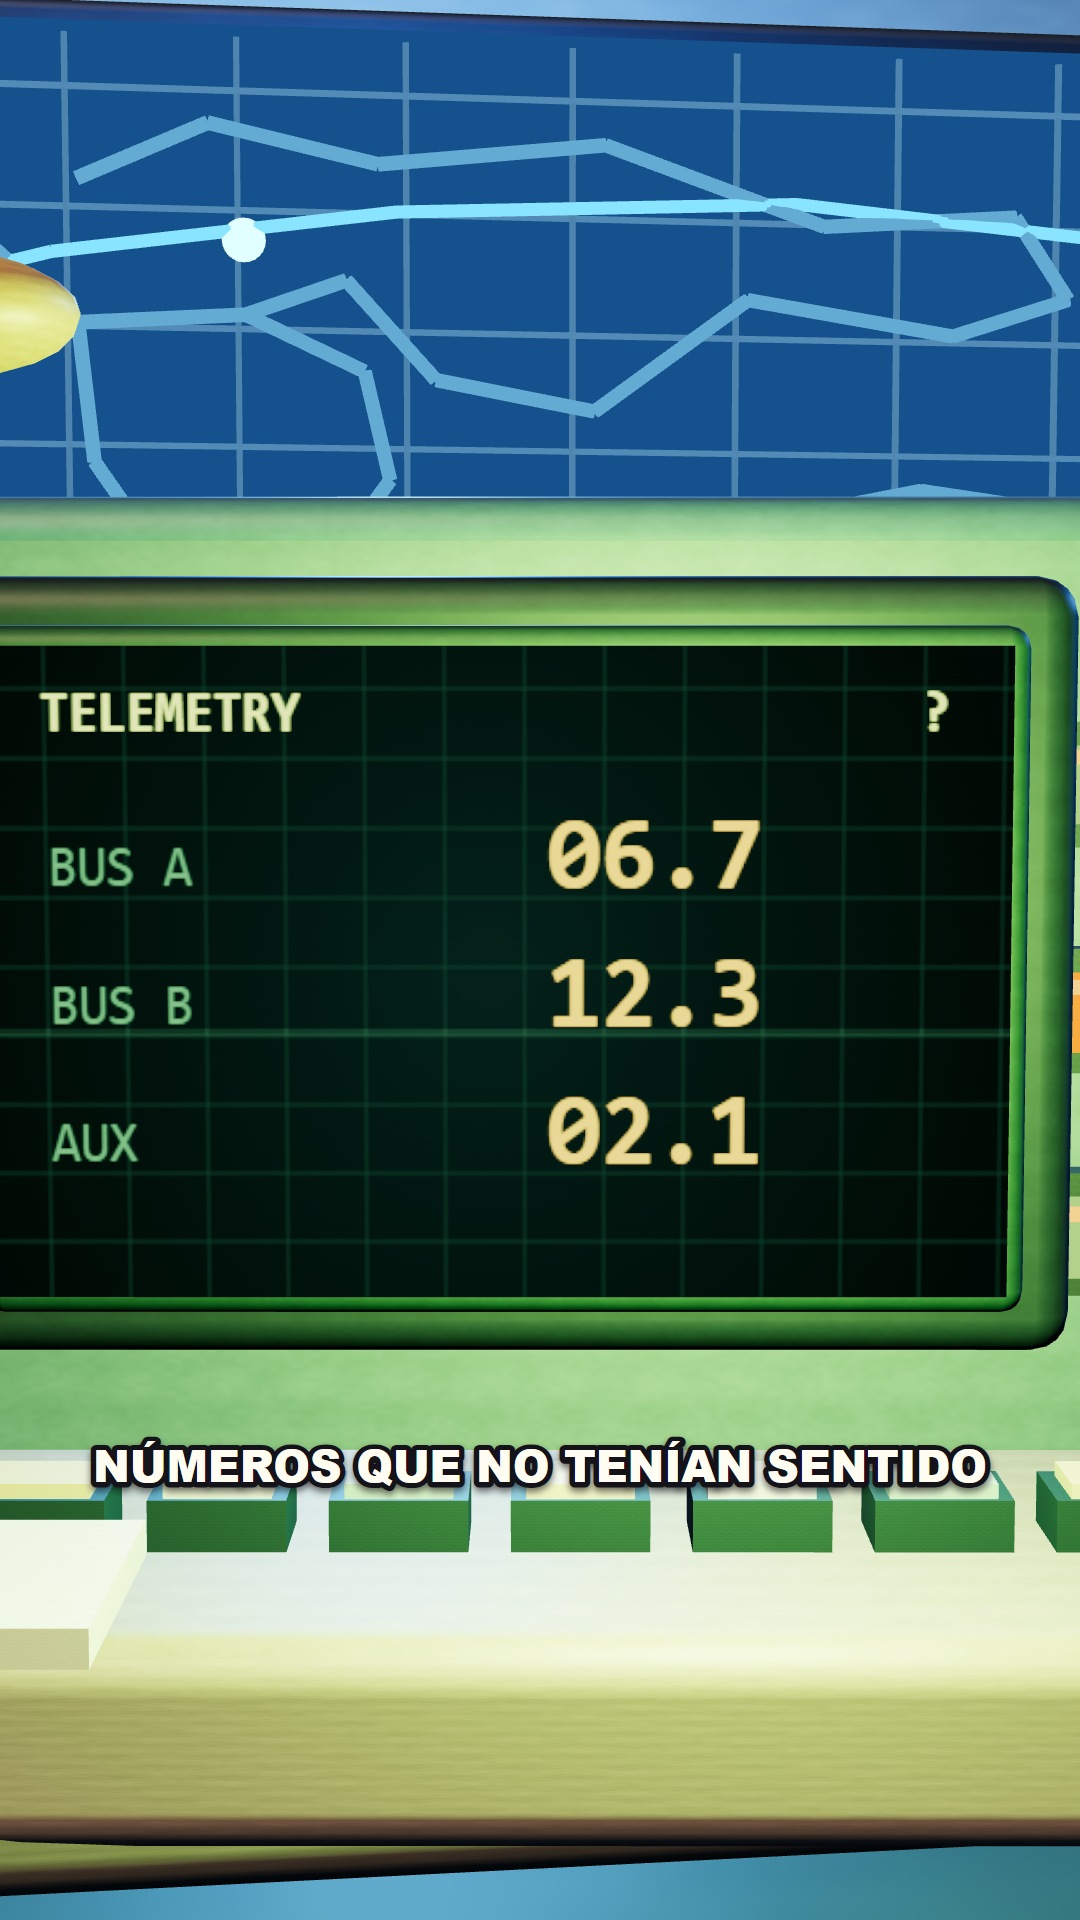 TELEMETRY ?
BUS A 06.7
BUS B 12.3
AUX 02.1
NÚMEROS QUE NO TENÍAN SENTIDO